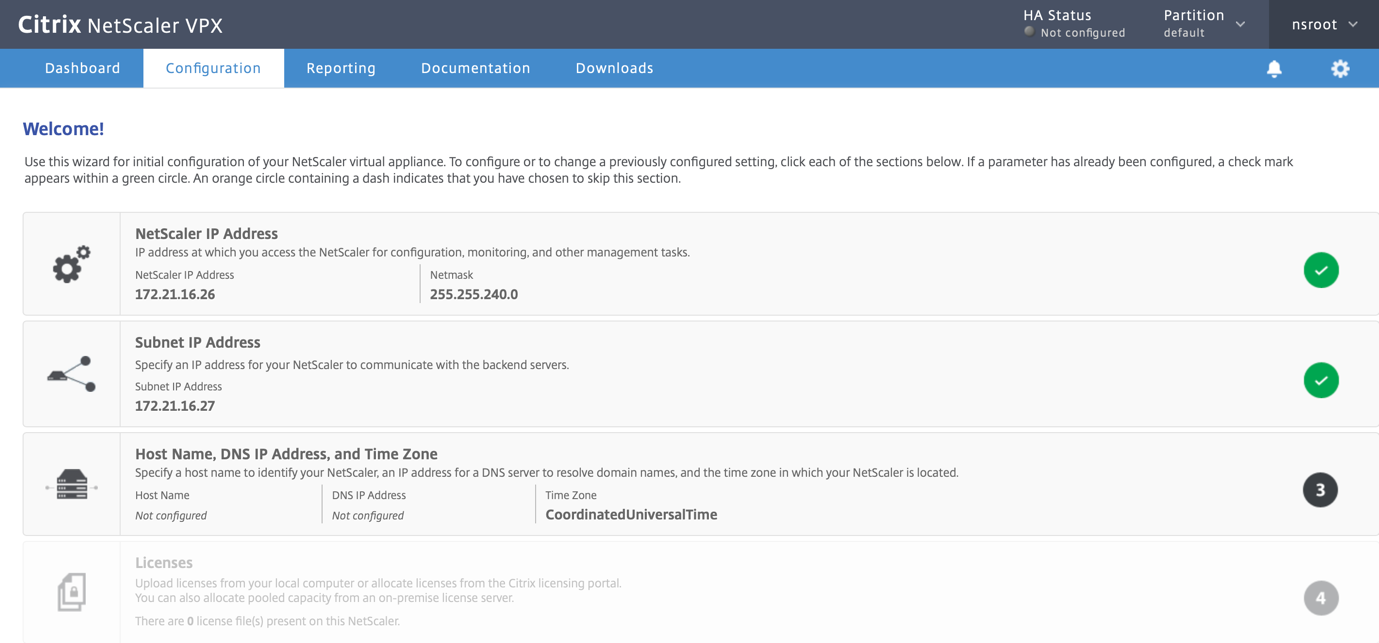 Citrix NetScaler VPX
HA Status
Not configured
Partition
default
nsroot
Dashboard
Configuration
Reporting
Documentation
Downloads
Welcome!
Use this wizard for initial configuration of your NetScaler virtual appliance. To configure or to change a previously configured setting, click each of the sections below. If a parameter has already been configured, a check mark
appears within a green circle. An orange circle containing a dash indicates that you have chosen to skip this section.
NetScaler IP Address
IP address at which you access the NetScaler for configuration, monitoring, and other management tasks.
NetScaler IP Address
172.21.16.26
Netmask
255.255.240.0
Subnet IP Address
Specify an IP address for your NetScaler to communicate with the backend servers.
Subnet IP Address
172.21.16.27
Host Name, DNS IP Address, and Time Zone
Specify a host name to identify your NetScaler, an IP address for a DNS server to resolve domain names, and the time zone in which your NetScaler is located.
Host Name
Not configured
DNS IP Address
Not configured
Time Zone
CoordinatedUniversalTime
3
Licenses
Upload licenses from your local computer or allocate licenses from the Citrix licensing portal.
You can also allocate pooled capacity from an on-premise license server.
There are 0 license file(s) present on this NetScaler.
4